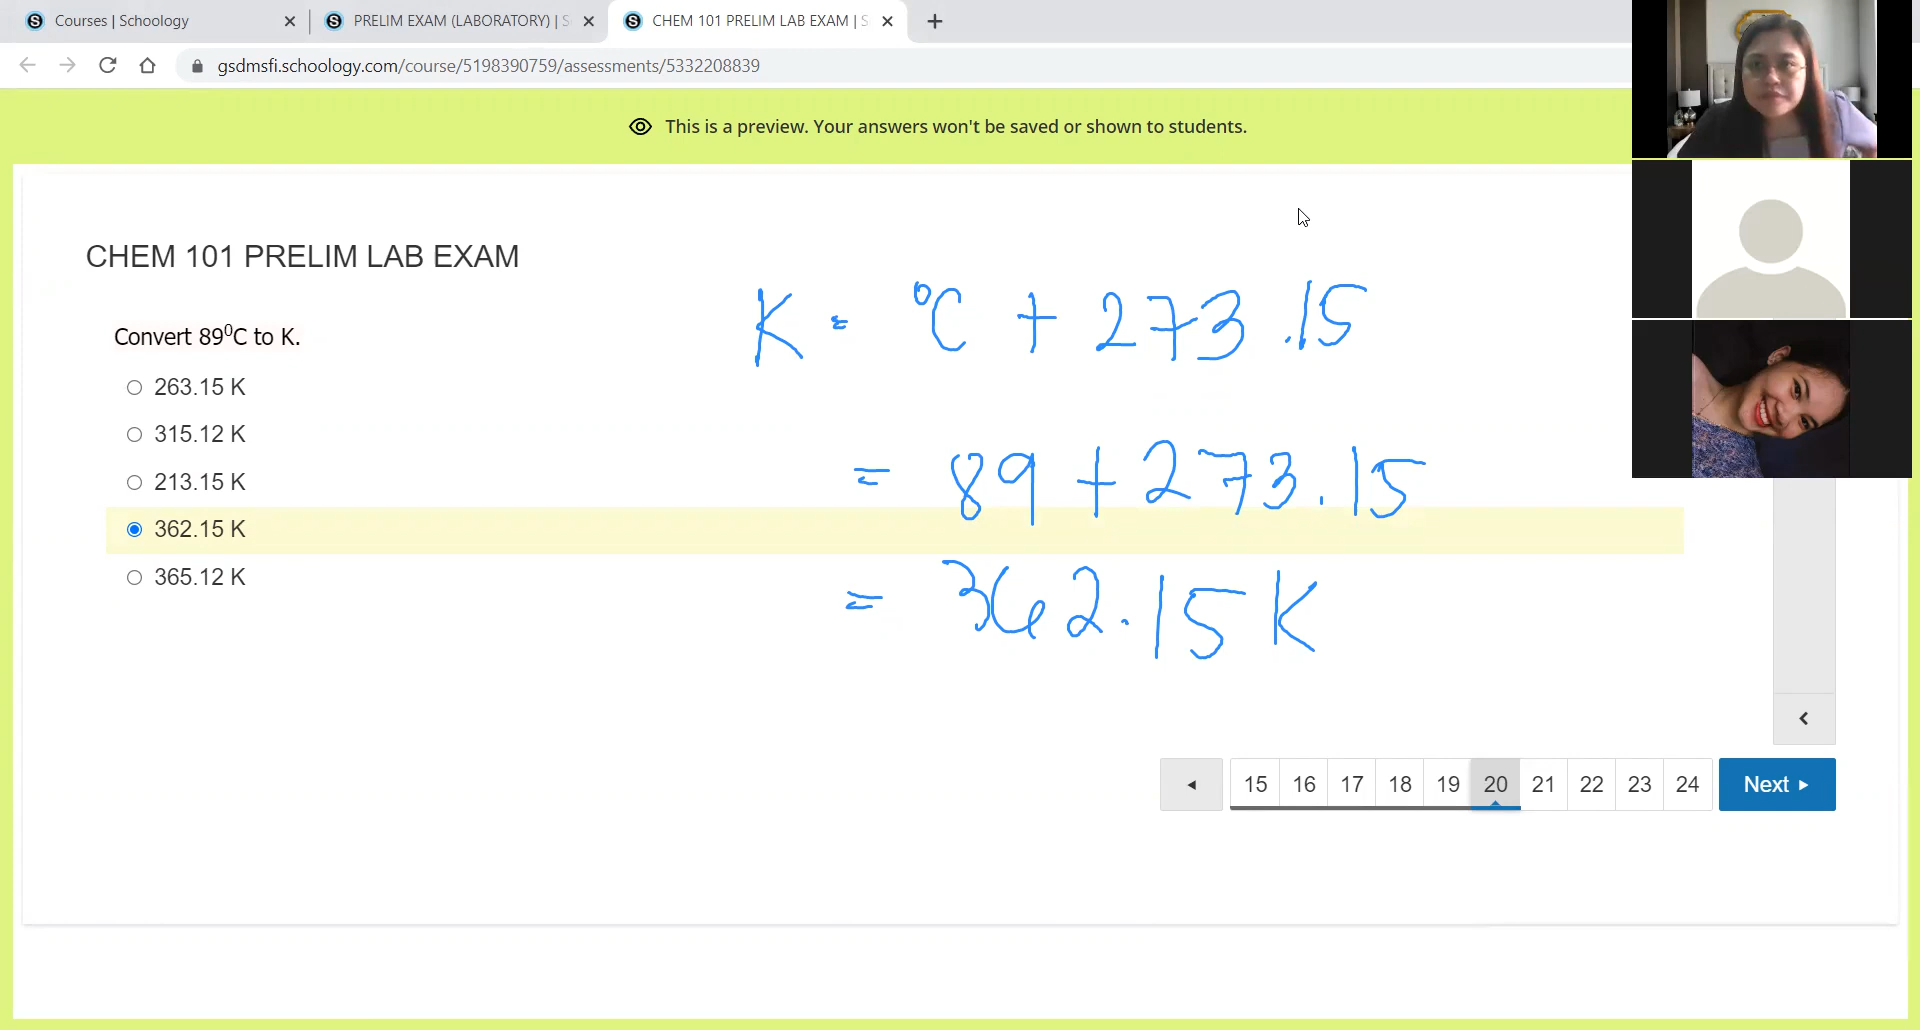 Courses | Schoology
PRELIM EXAM (LABORATORY) | S
CHEM 101 PRELIM LAB EXAM | S
gsdmsfi.schoology.com/course/5198390759/assessments/5332208839
This is a preview. Your answers won't be saved or shown to students.
CHEM 101 PRELIM LAB EXAM
Convert 89⁰C to K.
263.15 K
315.12 K
213.15 K
362.15 K
365.12 K
K = °C + 273.15
= 89 + 273.15
= 362.15 K
15 16 17 18 19 20 21 22 23 24 Next